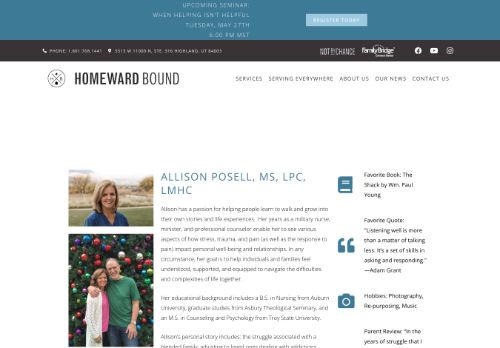 UPCOMING SEMINAR:
WHEN HELPING ISN'T HELPFUL
TUESDAY, MAY 27TH
6:00 PM MST
REGISTER TODAY
PHONE: 1.801.768.1441
5513 W 11000 N, STE. 316 HIGHLAND, UT 84003
NOT BY CHANCE
FamilyBridge
HOMEWARD BOUND
SERVICES
SERVING EVERYWHERE
ABOUT US
OUR NEWS
CONTACT US
ALLISON POSELL, MS, LPC,
LMHC
Alison has a passion for helping people learn to walk and grow into
their own stories and life experiences. Her years as a military nurse,
minister, and professional counselor enable her to see various
aspects of how stress, trauma, and pain (as well as the response to
pain) impact personal well-being and relationships. In any
circumstance, her goal is to help individuals and families feel
understood, supported, and equipped to navigate the difficulties
and complexities of life together.
Her educational background includes a B.S. in Nursing from Auburn
University, graduate studies from Asbury Theological Seminary, and
an M.S. in Counseling and Psychology from Troy State University.
Alison's personal story includes: the struggle associated with a
blended family, adjusting to loved ones dealing with addictions,
Favorite Book: The
Shack by Wm. Paul
Young
Favorite Quote:
"Listening well is more
than a matter of talking
less. It's a set of skills in
asking and responding."
—Adam Grant
Hobbies: Photography,
Re-purposing, Music
Parent Review: "In the
years of struggle that I